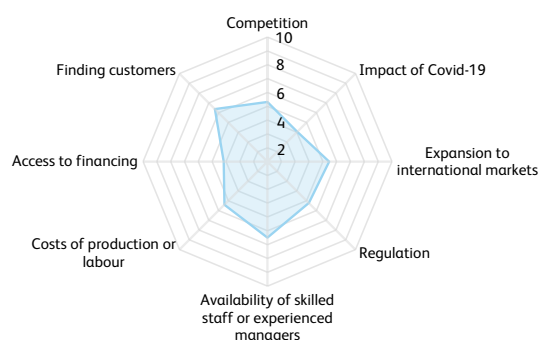 Competition
10
8
6
4
2
Impact of Covid-19
Expansion to
international markets
Regulation
Availability of skilled
staff or experienced
managers
Costs of production or
labour
Access to financing
Finding customers